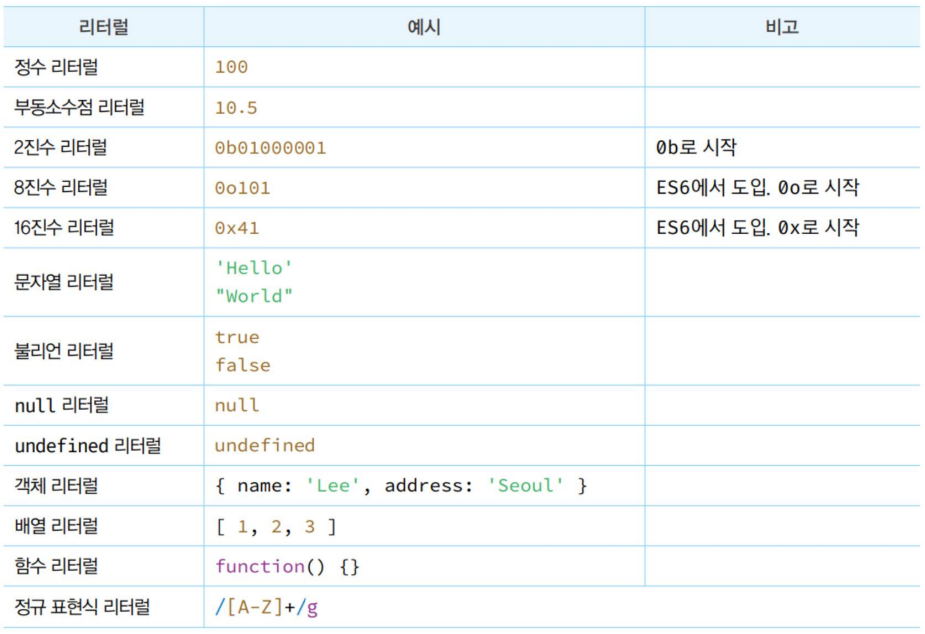 리터럴 예시 비고
정수 리터럴 100
부동소수점 리터럴 10.5
2진수 리터럴 0b01000001 0b로 시작
8진수 리터럴 0o101 ES6에서 도입. 0o로 시작
16진수 리터럴 0x41 ES6에서 도입. 0x로 시작
문자열 리터럴 'Hello'
"World"
불리언 리터럴 true
false
null 리터럴 null
undefined 리터럴 undefined
객체 리터럴 { name: 'Lee', address: 'Seoul' }
배열 리터럴 [ 1, 2, 3 ]
함수 리터럴 function() {}
정규 표현식 리터럴 /[A-Z]+/g